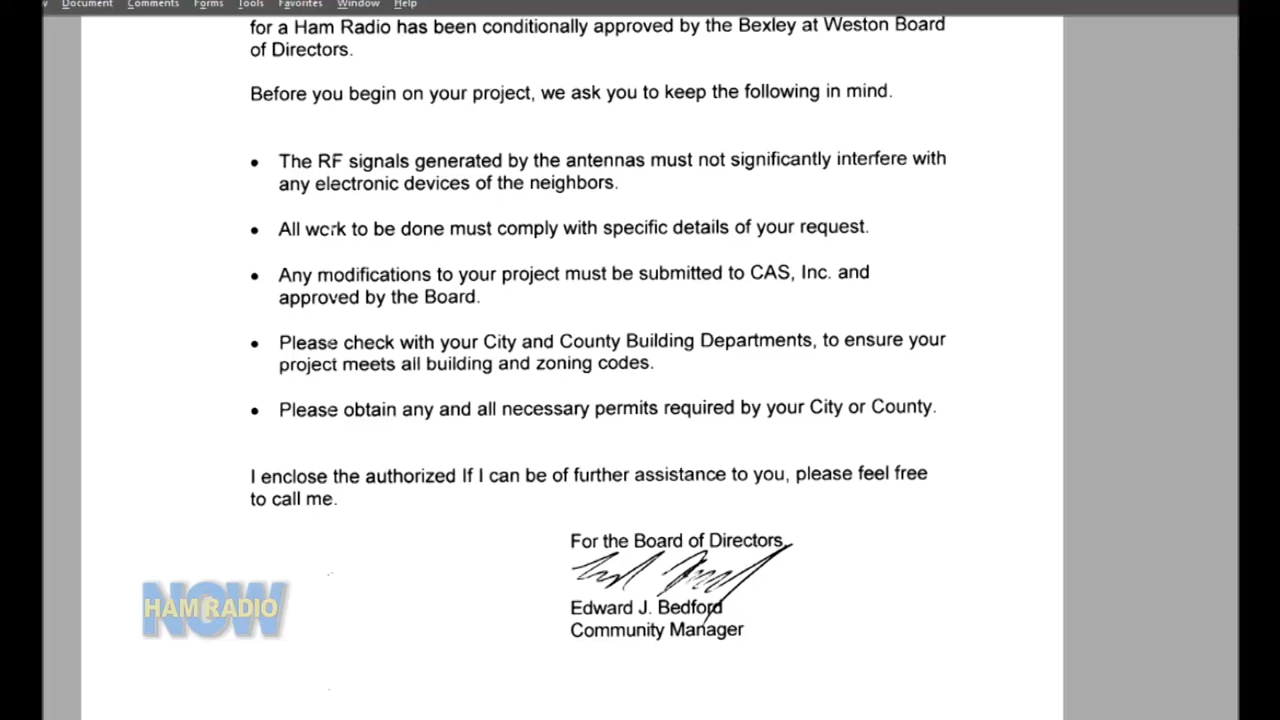 Document Comments Forms Tools Favorites Window Help
for a Ham Radio has been conditionally approved by the Bexley at Weston Board
of Directors.
Before you begin on your project, we ask you to keep the following in mind.
• The RF signals generated by the antennas must not significantly interfere with
any electronic devices of the neighbors.
• All work to be done must comply with specific details of your request.
• Any modifications to your project must be submitted to CAS, Inc. and
approved by the Board.
• Please check with your City and County Building Departments, to ensure your
project meets all building and zoning codes.
• Please obtain any and all necessary permits required by your City or County.
I enclose the authorized If I can be of further assistance to you, please feel free
to call me.
For the Board of Directors
Edward J. Bedford
Community Manager
NOW
HAM RADIO